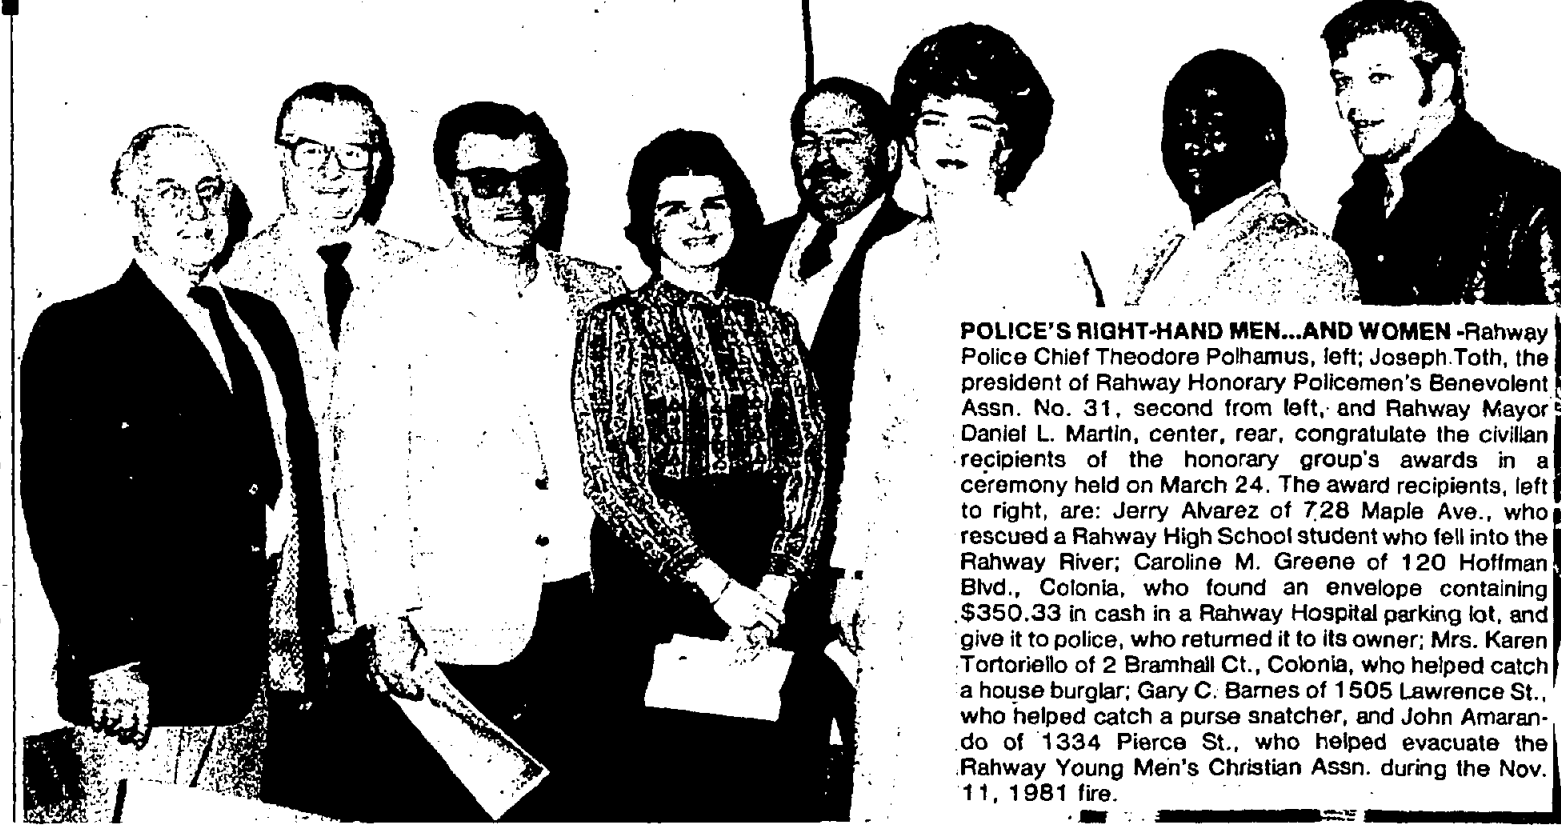 POLICE'S RIGHT-HAND MEN...AND WOMEN -Rahway
Police Chief Theodore Polhamus, left; Joseph Toth, the
president of Rahway Honorary Policemen's Benevolent
Assn. No. 31, second from left, and Rahway Mayor
Daniel L. Martin, center, rear, congratulate the civilian
recipients of the honorary group's awards in a
ceremony held on March 24. The award recipients, left
to right, are: Jerry Alvarez of 728 Maple Ave., who
rescued a Rahway High School student who fell into the
Rahway River; Caroline M. Greene of 120 Hoffman
Blvd., Colonia, who found an envelope containing
$350.33 in cash in a Rahway Hospital parking lot, and
give it to police, who returned it to its owner; Mrs. Karen
Tortoriello of 2 Bramhall Ct., Colonia, who helped catch
a house burglar; Gary C. Barnes of 1505 Lawrence St.,
who helped catch a purse snatcher, and John Amaran-
do of 1334 Pierce St., who helped evacuate the
Rahway Young Men's Christian Assn. during the Nov.
11, 1981 fire.